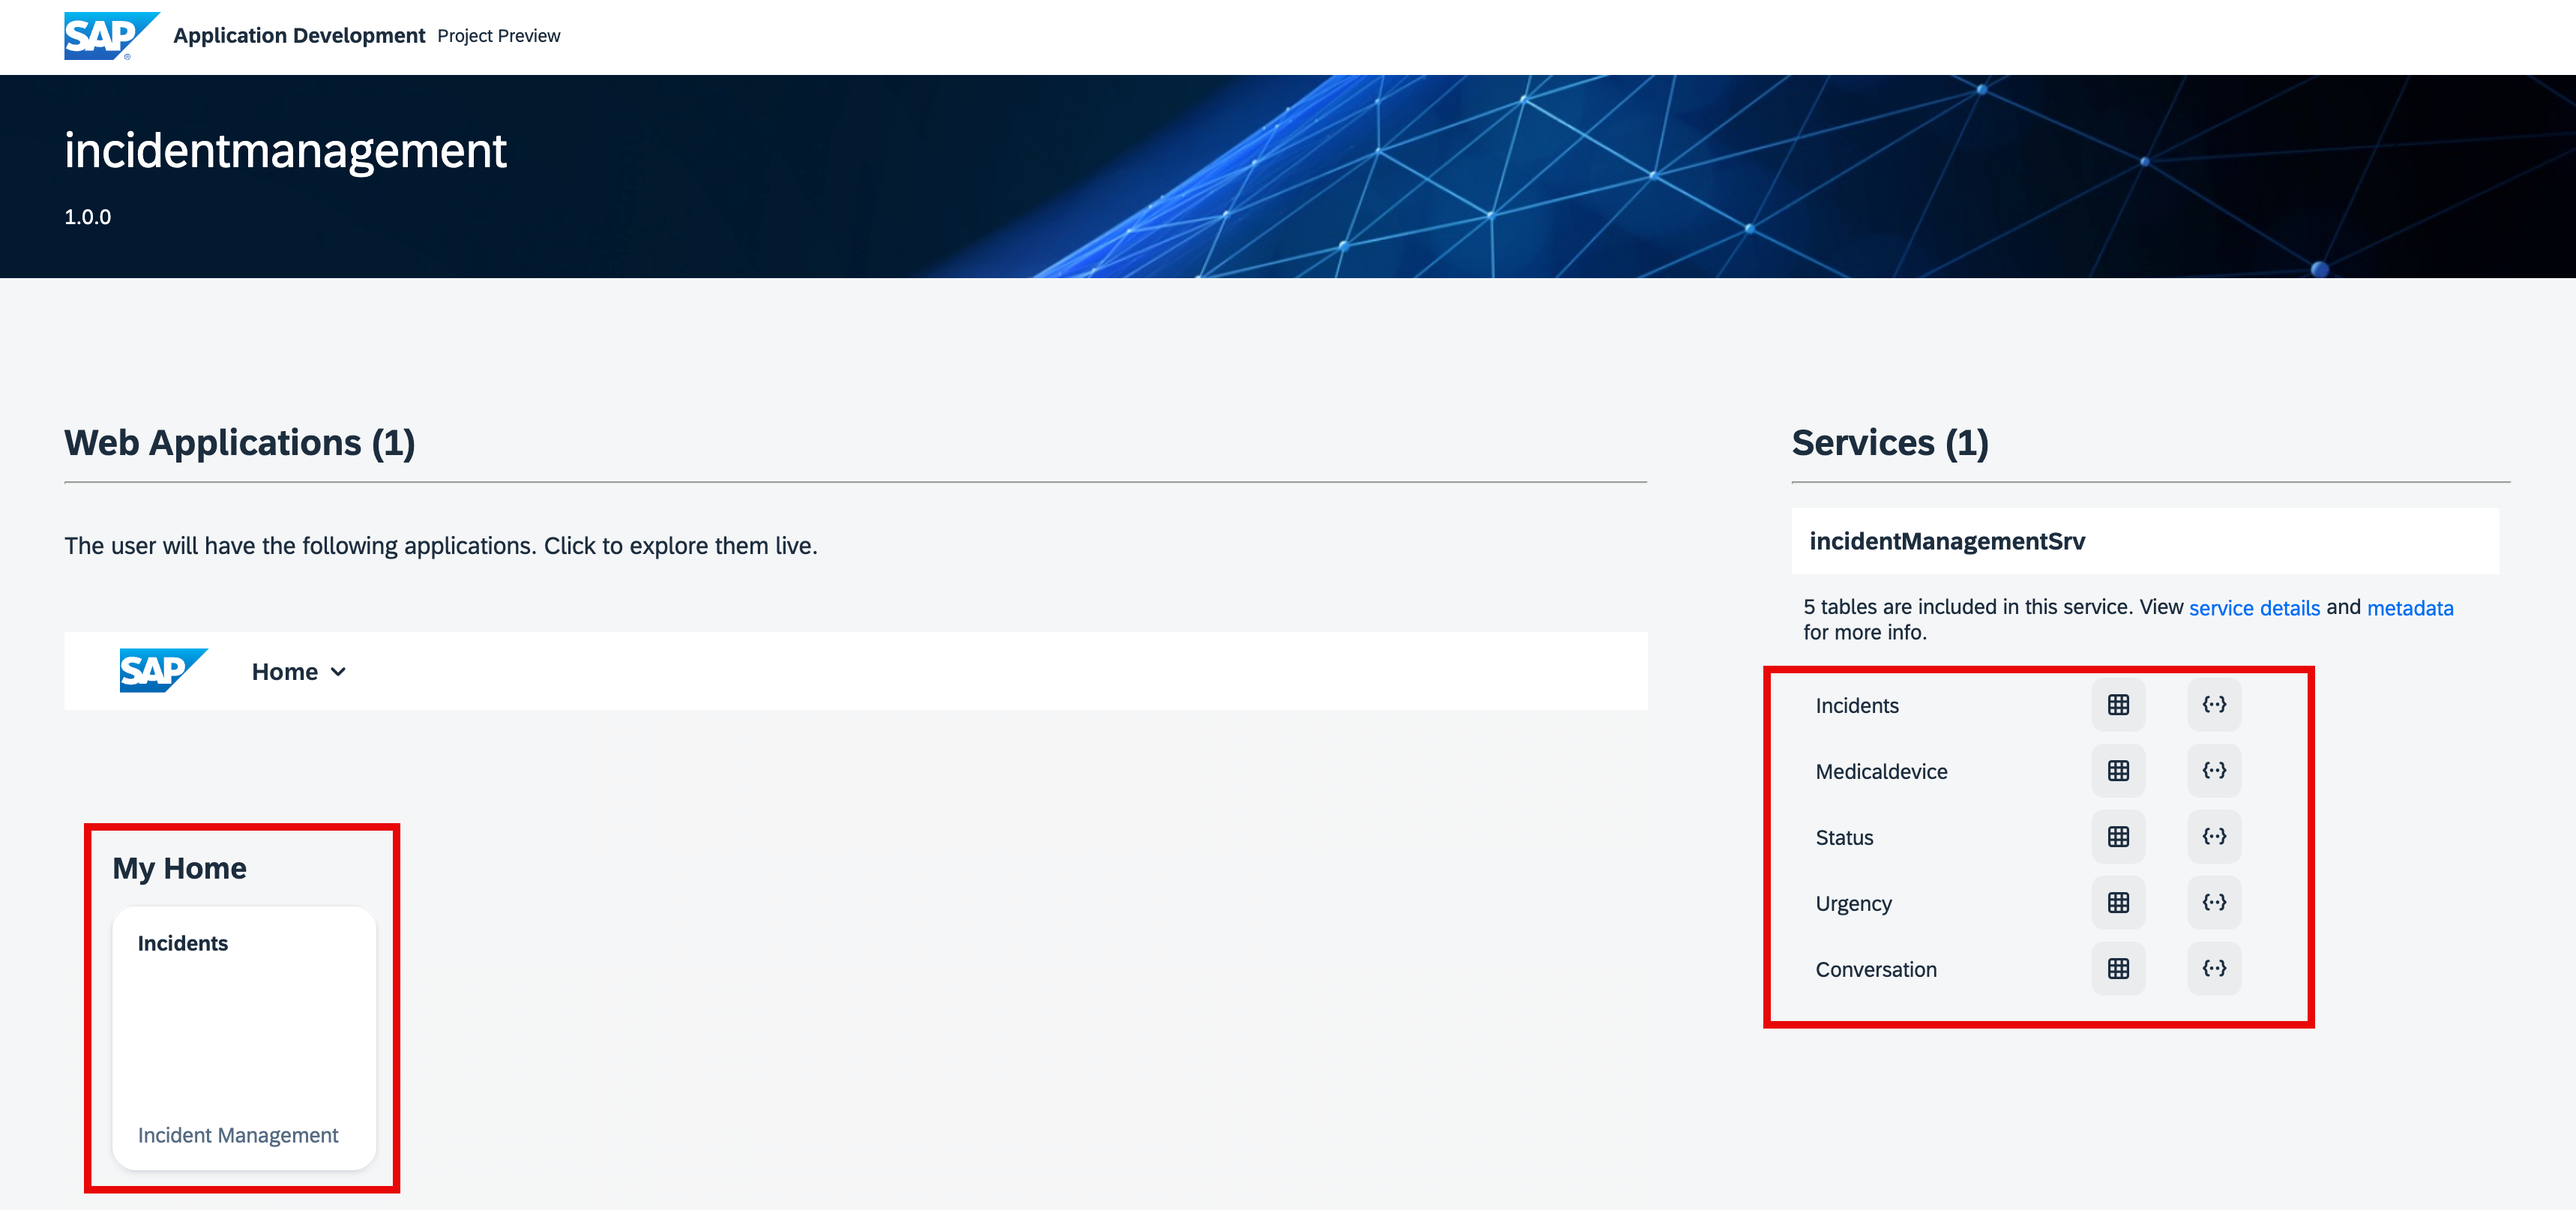 SAP Application Development Project Preview
incidentmanagement
1.0.0
Web Applications (1)
The user will have the following applications. Click to explore them live.
SAP Home
My Home
Incidents
Incident Management
Services (1)
incidentManagementSrv
5 tables are included in this service. View service details and metadata
for more info.
Incidents
Medicaldevice
Status
Urgency
Conversation